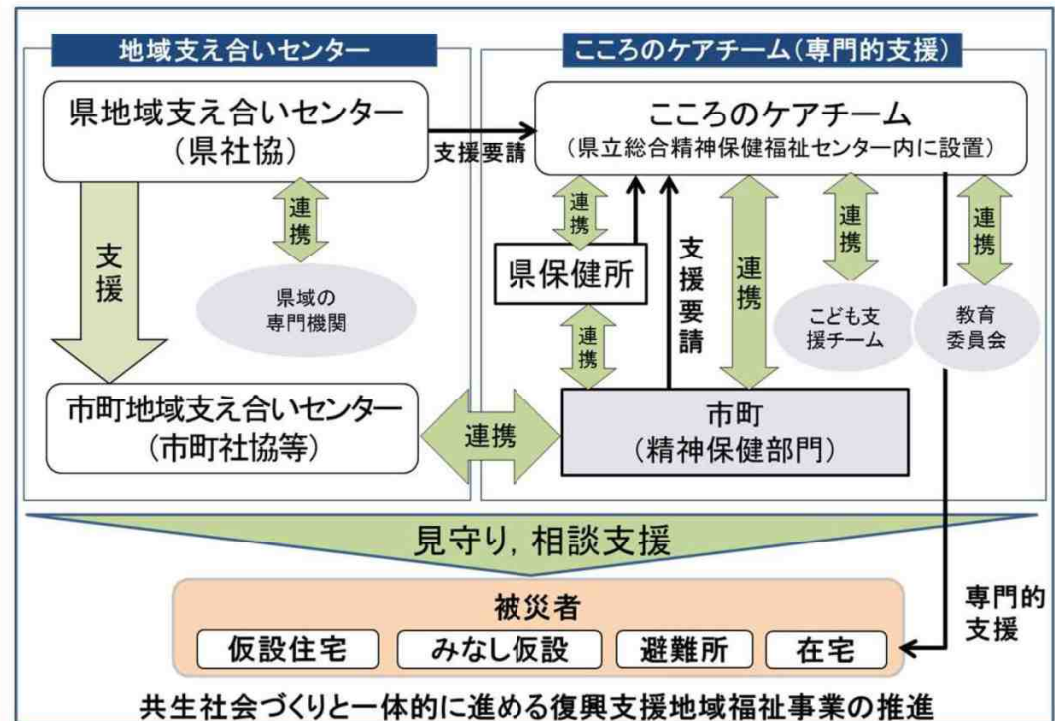 地域支え合いセンター
こころのケアチーム(専門的支援)
県地域支え合いセンター
(県社協)
支援要請
こころのケアチーム
(県立総合精神保健福祉センター内に設置)
支援
連携
県域の
専門機関
連携
県保健所
連携
支援要請
連携
連携
こども支
援チーム
連携
教育
委員会
市町地域支え合いセンター
(市町社協等)
連携
市町
(精神保健部門)
見守り,相談支援
専門的
支援
被災者
仮設住宅
みなし仮設
避難所
在宅
共生社会づくりと一体的に進める復興支援地域福祉事業の推進